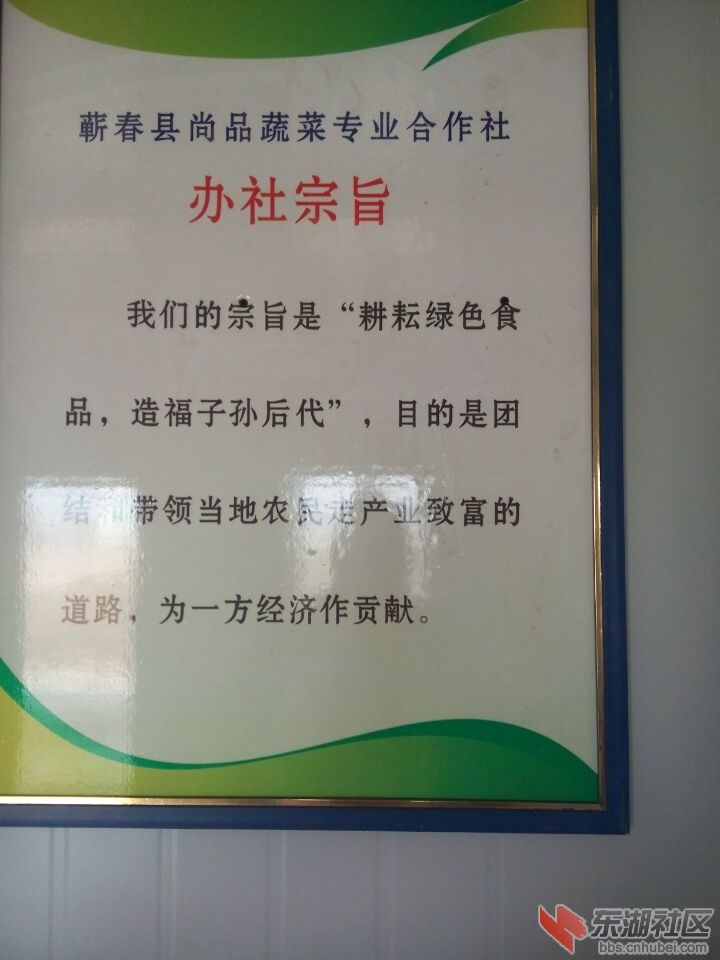 蕲春县尚品蔬菜专业合作社
办社宗旨
我们的宗旨是“耕耘绿色食
品，造福子孙后代”，目的是团
结和带领当地农民走产业致富的
道路，为一方经济作贡献。
东湖社区
bbs.cnhubei.com